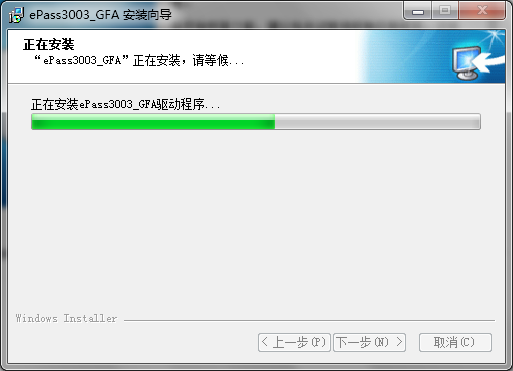 ePass3003_GFA 安装向导
正在安装
“ePass3003_GFA”正在安装，请等候...
正在安装ePass3003_GFA驱动程序...
Windows Installer
< 上一步(P) 下一步(N) > 取消(C)